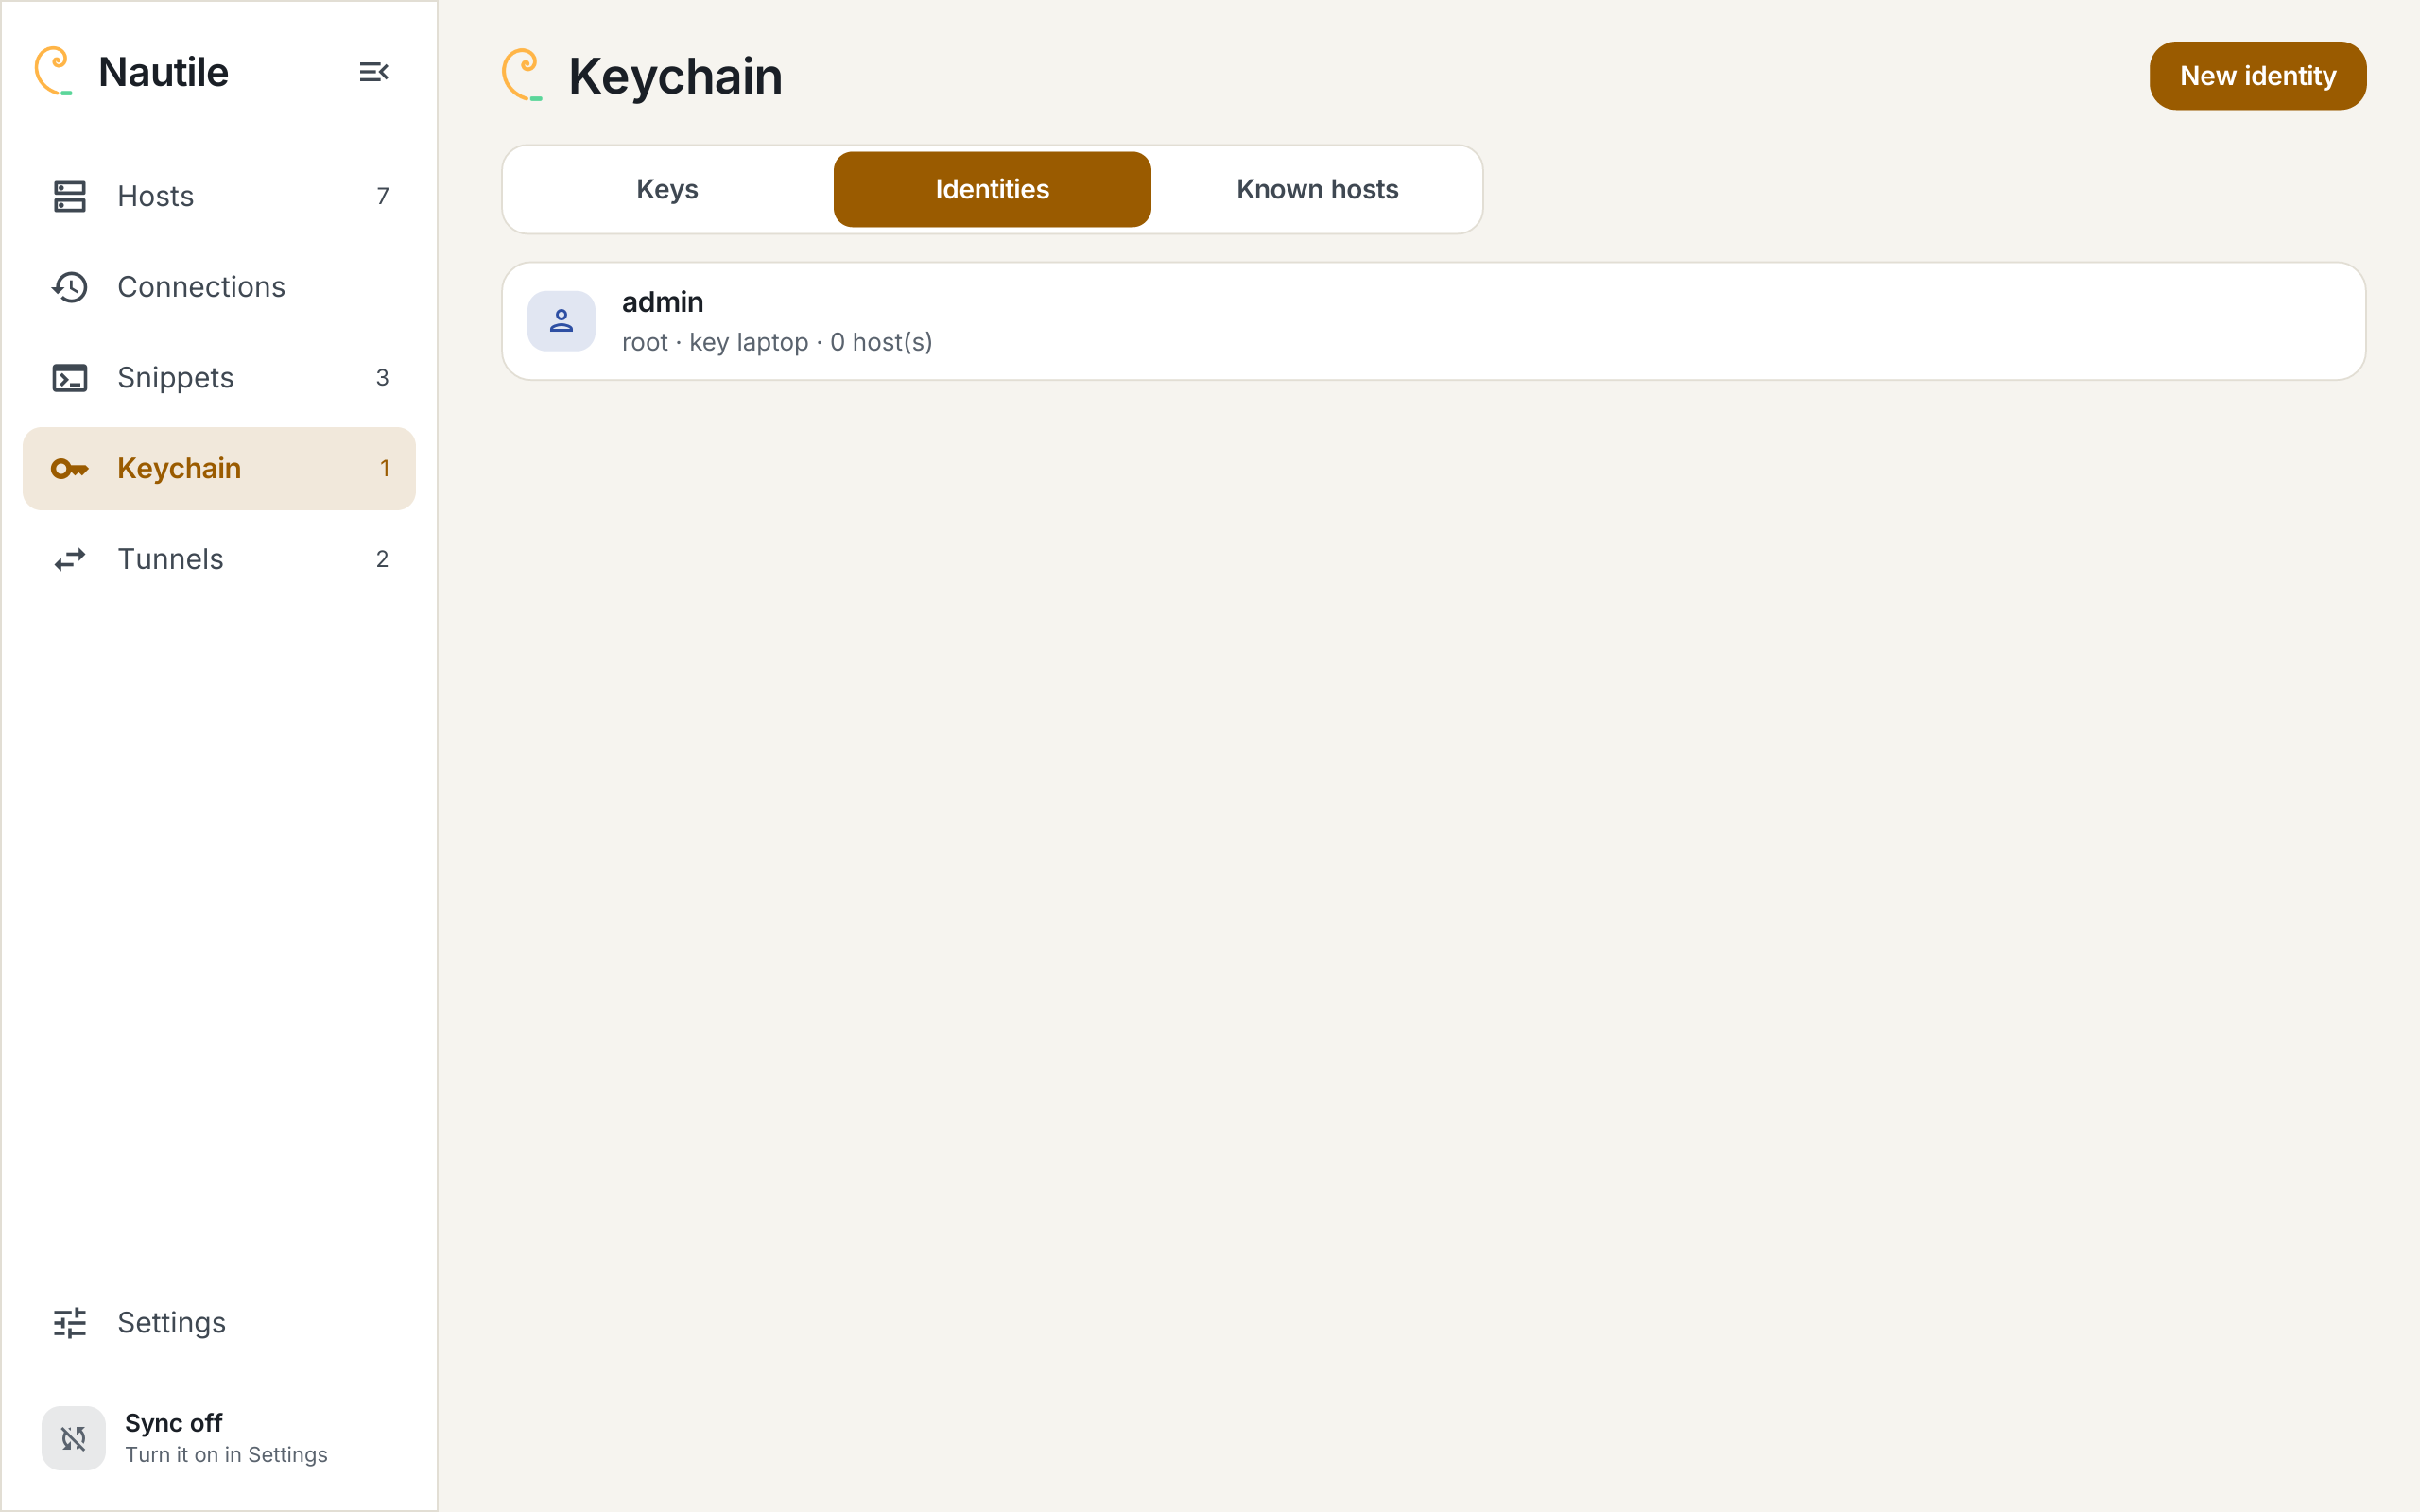 Nautile
Hosts 7
Connections
Snippets 3
Keychain 1
Tunnels 2
Settings
Sync off
Turn it on in Settings
Keychain
New identity
Keys Identities Known hosts
admin
root · key laptop · 0 host(s)